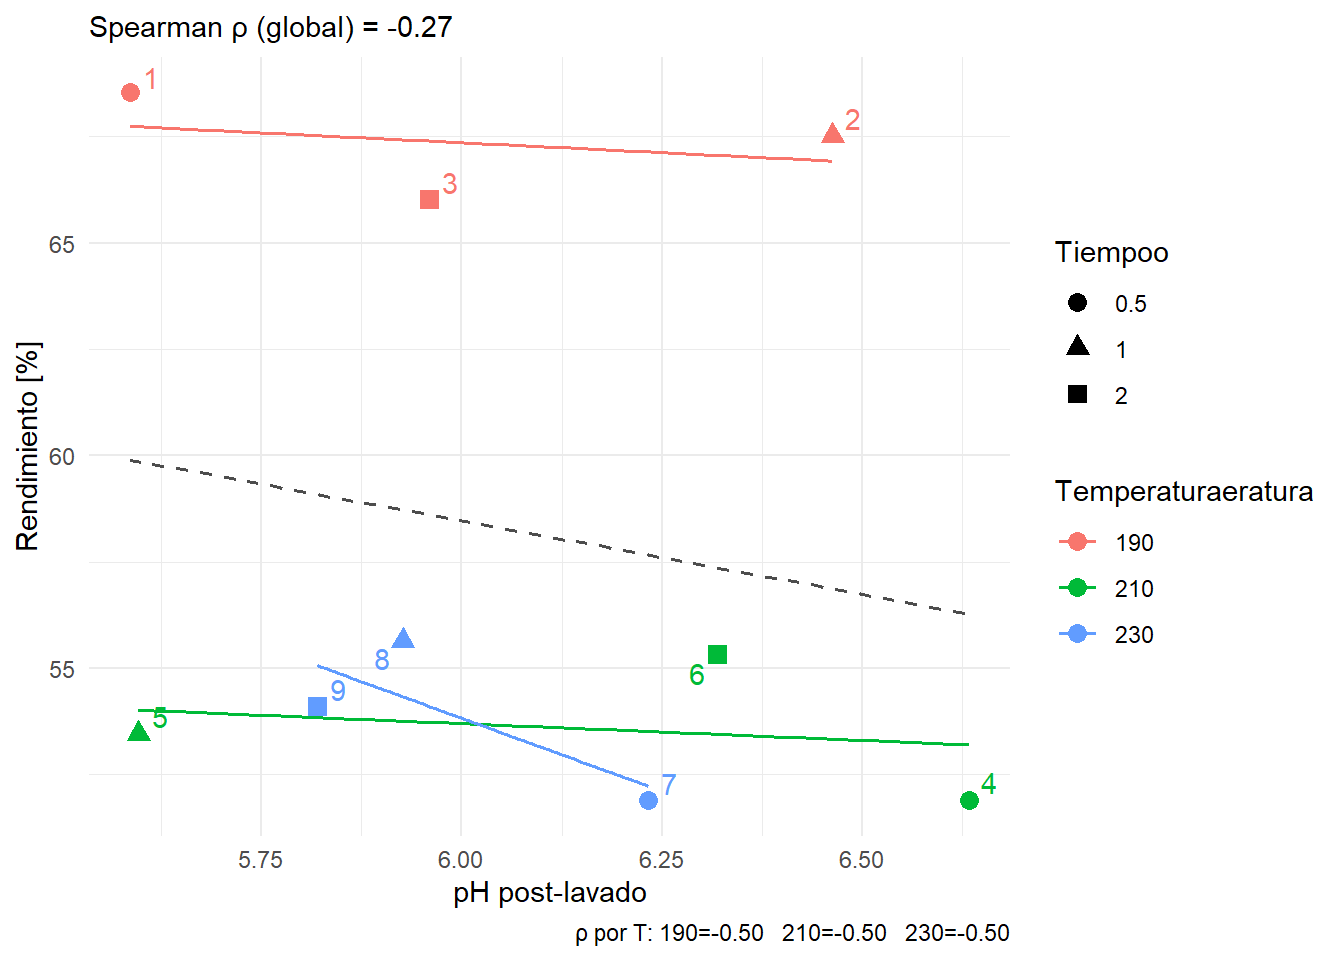 Spearman ρ (global) = -0.27
1
2
3
65
60
55
Rendimiento [%]
8
9
5
6
7
4
5.75 6.00 6.25 6.50
pH post-lavado
ρ por T: 190=-0.50 210=-0.50 230=-0.50
Tiempoo
0.5
1
2
Temperaturaeratura
190
210
230